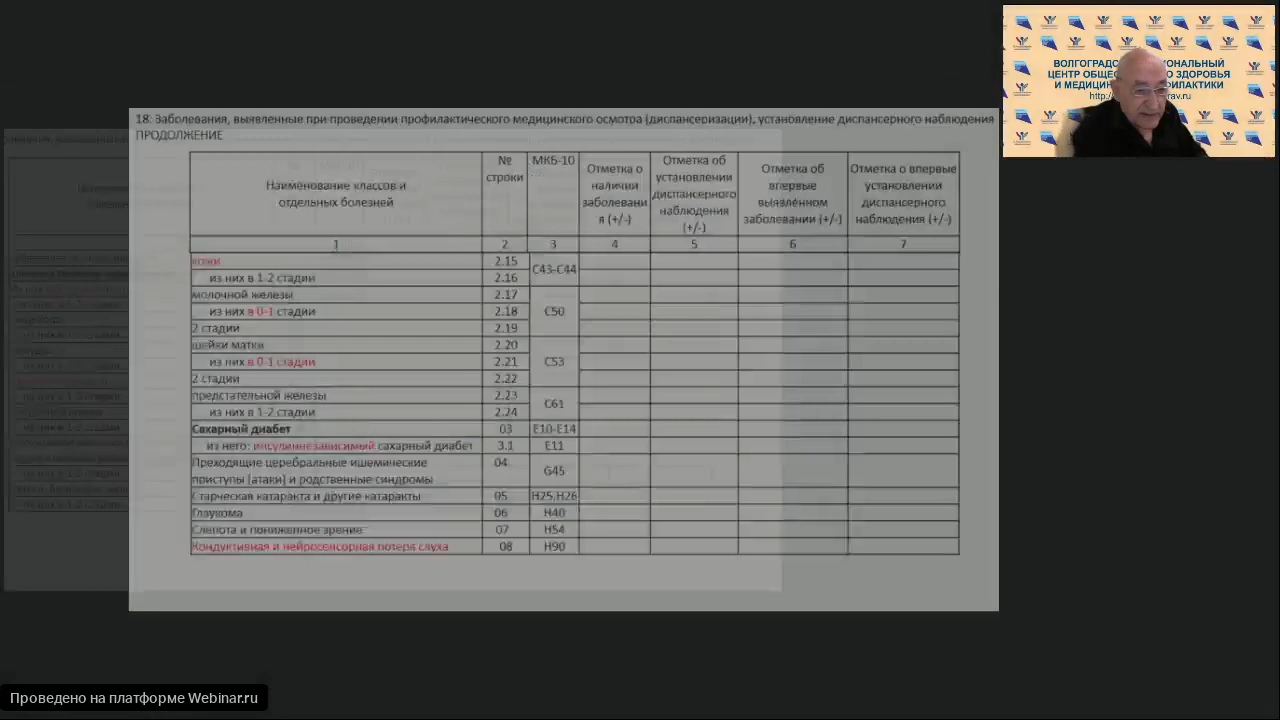 ВОЛГОГРАДС
ИОНАЛЬНЫЙ
ЦЕНТР ОБЩЕС
О ЗДОРОВЬЯ
И МЕДИЦИН
ИЛАКТИКИ
http://
rav.ru
18. Заболевания, выявленные при проведении профилактического медицинского осмотра (диспансеризации), установление диспансерного наблюдения
ПРОДОЛЖЕНИЕ
Наименование классов и отдельных болезней | № строки | МКБ-10 | Отметка о наличии заболевания (+/-) | Отметка об установлении диспансерного наблюдения (+/-) | Отметка об впервые выявленном заболевании (+/-) | Отметка о впервые установлении диспансерного наблюдения (+/-)
1 2 3 4 5 6 7
кожи 2.15 C43-C44
из них в 1-2 стадии 2.16
молочной железы 2.17
из них в 0-1 стадии 2.18 C50
2 стадии 2.19
шейки матки 2.20
из них в 0-1 стадии 2.21 C53
2 стадии 2.22
предстательной железы 2.23 C61
из них в 1-2 стадии 2.24
Сахарный диабет 03 E10-E14
из него: инсулиннезависимый сахарный диабет 3.1 E11
Преходящие церебральные ишемические 04 G45
приступы [атаки] и родственные синдромы
Старческая катаракта и другие катаракты 05 H25,H26
Глаукома 06 H40
Слепота и пониженное зрение 07 H54
Кондуктивная и нейросенсорная потеря слуха 08 H90
Проведено на платформе Webinar.ru